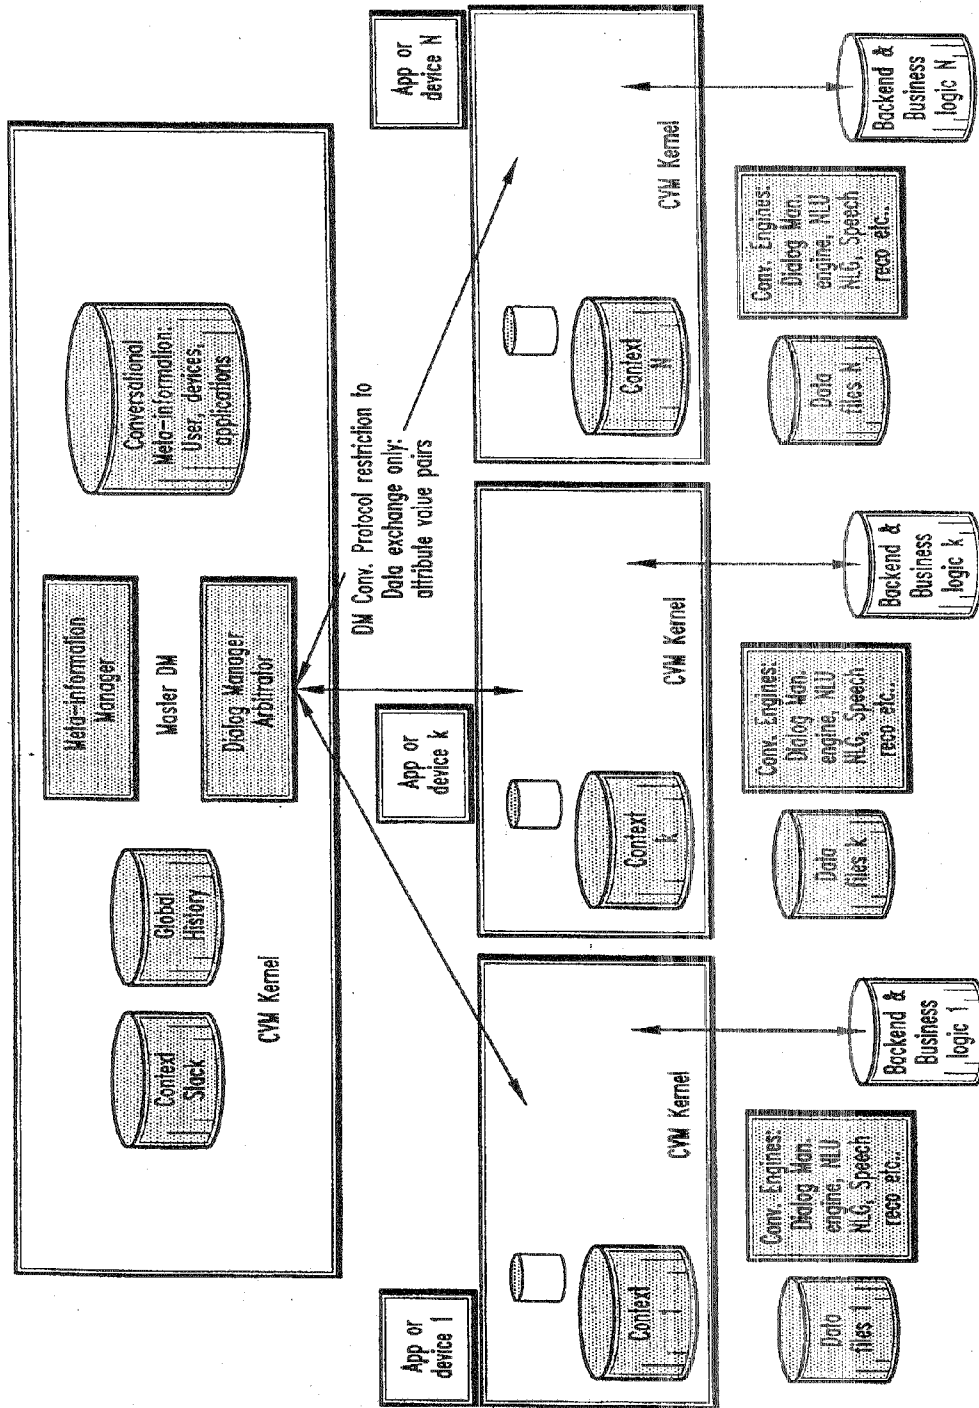 Context
Stack
Global
History
CVM Kernel
Meta-information
Manager
Master DM
Dialog Manager
Arbitrator
Conversational
Meta-information:
User, devices,
applications
DM Conv. Protocol restriction to
Data exchange only:
attribute value pairs
App or
device 1
Context
1
CVM Kernel
Data
files 1
Conv. Engines:
Dialog Man.
engine, NLU
NLG, Speech
reco etc...
Backend &
Business
logic 1
App or
device k
Context
k
CVM Kernel
Data
files k
Conv. Engines:
Dialog Man.
engine, NLU
NLG, Speech
reco etc...
Backend &
Business
logic k
App or
device N
Context
N
CVM Kernel
Data
files N
Conv. Engines:
Dialog Man.
engine, NLU
NLG, Speech
reco etc...
Backend &
Business
logic N